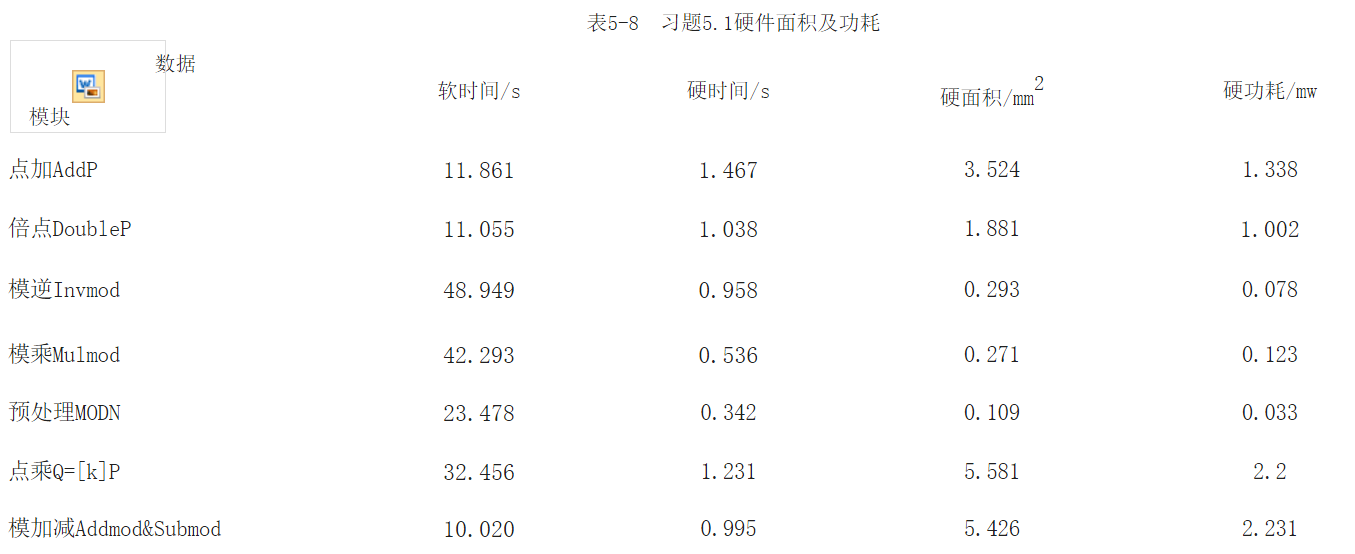 表5-8 习题5.1硬件面积及功耗
数据
模块
软时间/s 硬时间/s 硬面积/mm2 硬功耗/mw
点加AddP 11.861 1.467 3.524 1.338
倍点DoubleP 11.055 1.038 1.881 1.002
模逆Invmod 48.949 0.958 0.293 0.078
模乘Mulmod 42.293 0.536 0.271 0.123
预处理MODN 23.478 0.342 0.109 0.033
点乘Q=[k]P 32.456 1.231 5.581 2.2
模加减Addmod&Submod 10.020 0.995 5.426 2.231